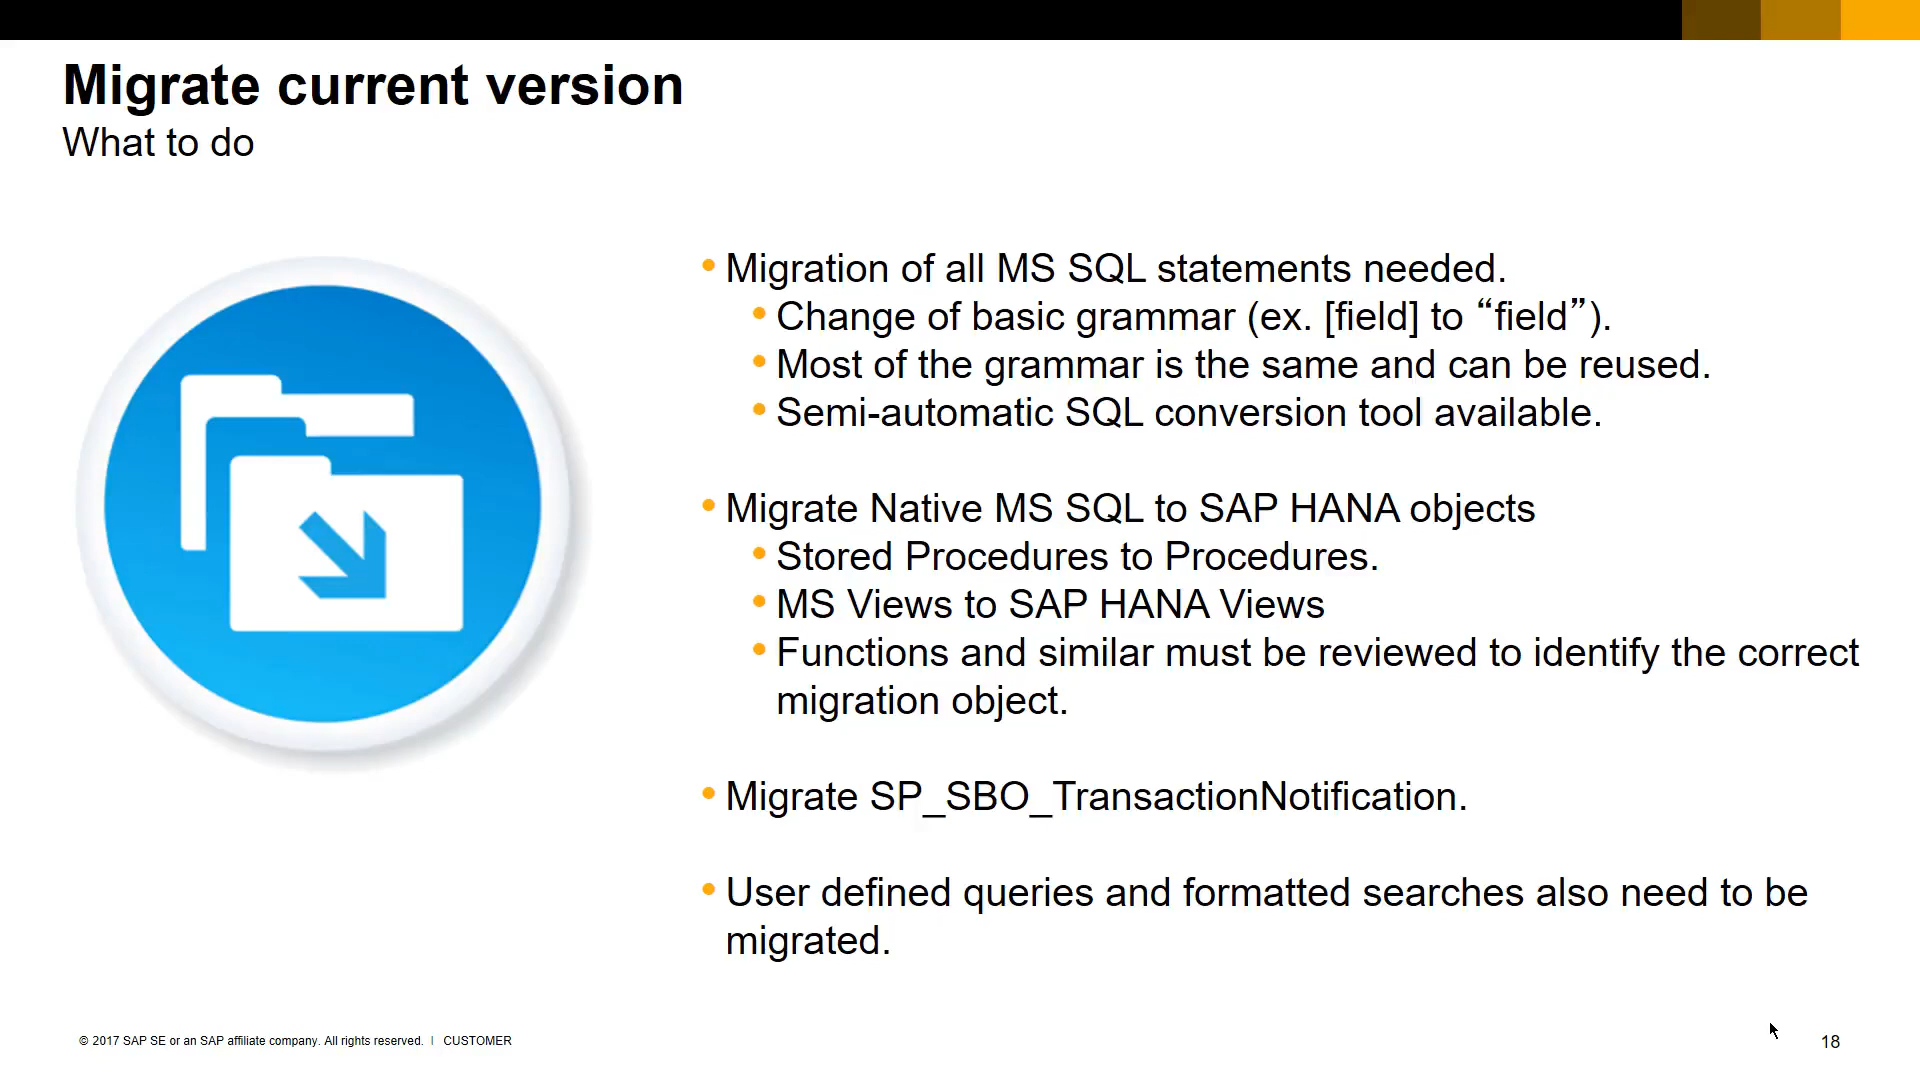 Migrate current version
What to do
• Migration of all MS SQL statements needed.
• Change of basic grammar (ex. [field] to “field”).
• Most of the grammar is the same and can be reused.
• Semi-automatic SQL conversion tool available.
• Migrate Native MS SQL to SAP HANA objects
• Stored Procedures to Procedures.
• MS Views to SAP HANA Views
• Functions and similar must be reviewed to identify the correct
migration object.
• Migrate SP_SBO_TransactionNotification.
• User defined queries and formatted searches also need to be
migrated.
© 2017 SAP SE or an SAP affiliate company. All rights reserved. | CUSTOMER
18